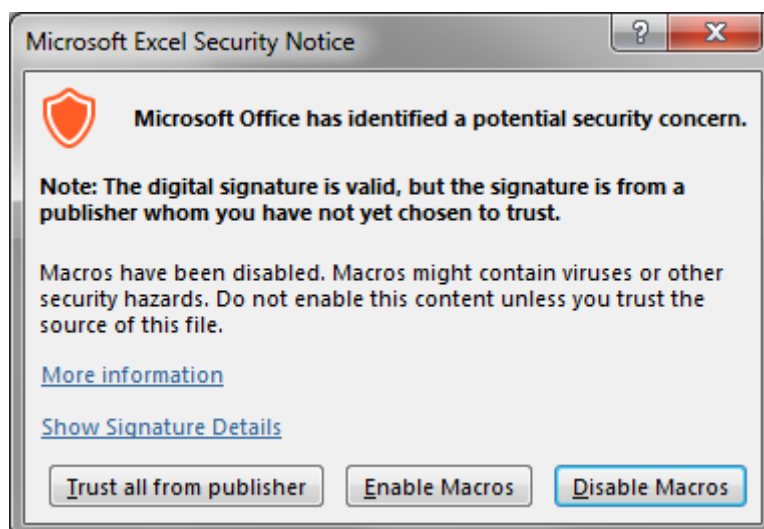 Microsoft Excel Security Notice
Microsoft Office has identified a potential security concern.
Note: The digital signature is valid, but the signature is from a
publisher whom you have not yet chosen to trust.
Macros have been disabled. Macros might contain viruses or other
security hazards. Do not enable this content unless you trust the
source of this file.
More information
Show Signature Details
Trust all from publisher
Enable Macros
Disable Macros